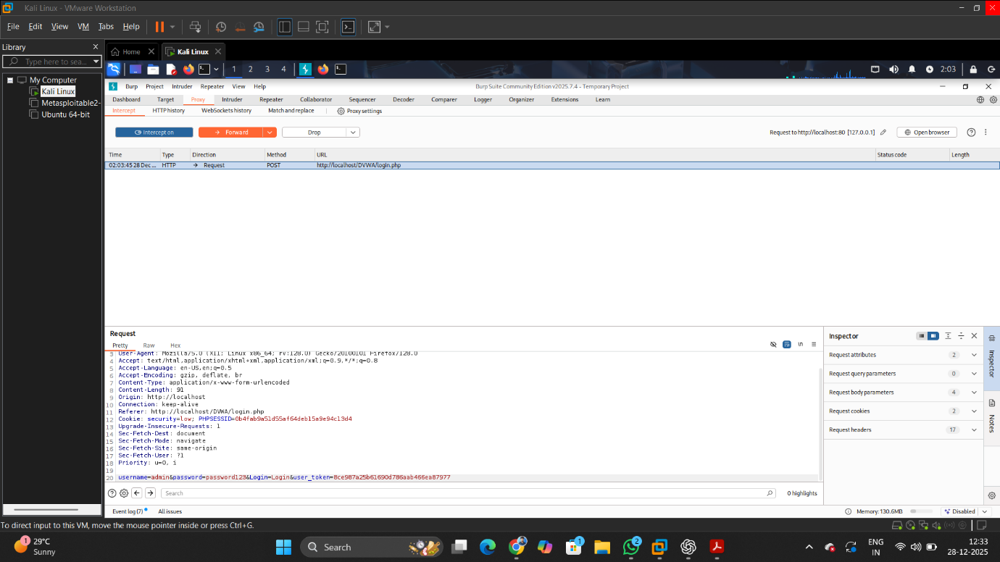 Kali Linux - VMware Workstation
File Edit View VM Tabs Help
Library
Type here to sea...
My Computer
Kali Linux
Metasploitable2-
Ubuntu 64-bit
Home Kali Linux
1 2 3 4 2:03
Burp Project Intruder Repeater View Help Burp Suite Community Edition v2025.7.4 - Temporary Project
Dashboard Target Proxy Intruder Repeater Collaborator Sequencer Decoder Comparer Logger Organizer Extensions Learn
Intercept HTTP history WebSockets history Match and replace Proxy settings
Intercept on Forward Drop Request to http://localhost:80 [127.0.0.1] Open browser
Time Type Direction Method URL Status code Length
02:03:45 28 Dec ... HTTP → Request POST http://localhost/DVWA/login.php
Request
Pretty Raw Hex
3 User-Agent: Mozilla/5.0 (X11; Linux x86_64; rv:128.0) Gecko/20100101 Firefox/128.0
4 Accept: text/html,application/xhtml+xml,application/xml;q=0.9,*/*;q=0.8
5 Accept-Language: en-US,en;q=0.5
6 Accept-Encoding: gzip, deflate, br
7 Content-Type: application/x-www-form-urlencoded
8 Content-Length: 91
9 Origin: http://localhost
10 Connection: keep-alive
11 Referer: http://localhost/DVWA/login.php
12 Cookie: security=low; PHPSESSID=0b4fab9a51d55af64deb15a9e94c13d4
13 Upgrade-Insecure-Requests: 1
14 Sec-Fetch-Dest: document
15 Sec-Fetch-Mode: navigate
16 Sec-Fetch-Site: same-origin
17 Sec-Fetch-User: ?1
18 Priority: u=0, i
19
20 username=admin&password=password123&Login=Login&user_token=8ce987a25b61690d786aab466ea87977
Search 0 highlights
Inspector
Request attributes 2
Request query parameters 0
Request body parameters 4
Request cookies 2
Request headers 17
Inspector
Notes
Event log (7) All issues Memory: 130.6MB Disabled
To direct input to this VM, move the mouse pointer inside or press Ctrl+G.
1 29°C
Sunny
Search
1
2
ENG
IN
12:33
28-12-2025